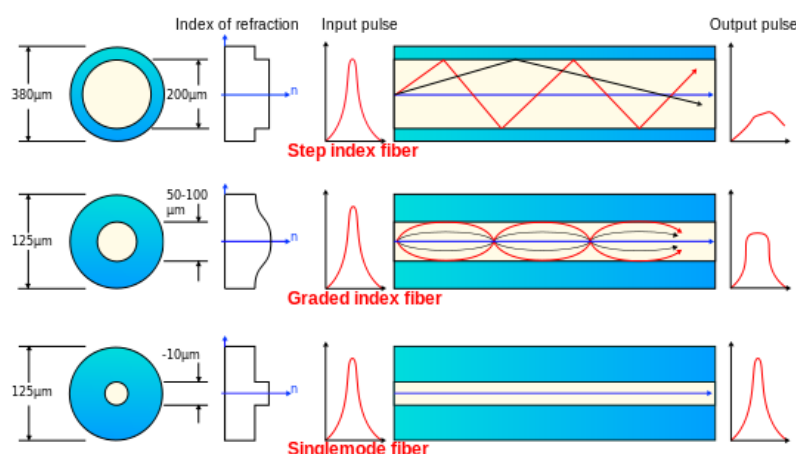 Index of refraction Input pulse Output pulse
380μm 200μm n
Step index fiber
50-100
μm
125μm n
Graded index fiber
-10μm
125μm n
Singlemode fiber